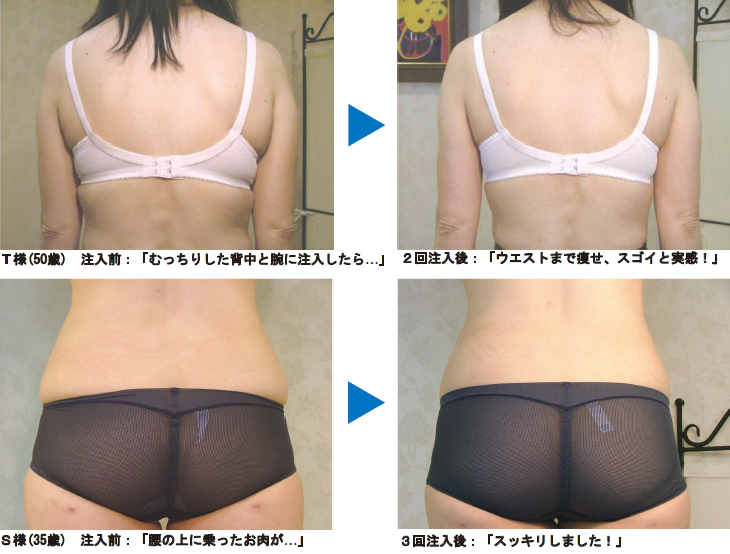 T様(50歳)　注入前：「むっちりした背中と腕に注入したら…」
２回注入後：「ウエストまで痩せ、スゴイと実感！」
S様(35歳)　注入前：「腰の上に乗ったお肉が…」
３回注入後：「スッキリしました！」